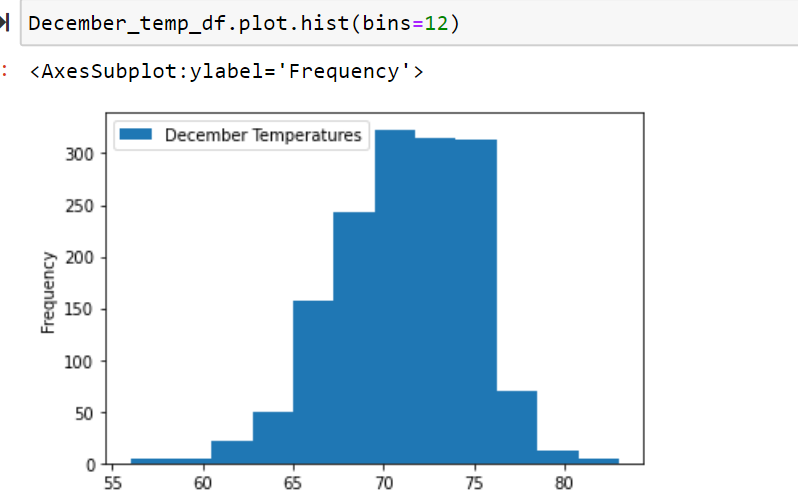 December_temp_df.plot.hist(bins=12)
<AxesSubplot:ylabel='Frequency'>
December Temperatures
300
250
200
150
100
50
0
Frequency
55 60 65 70 75 80